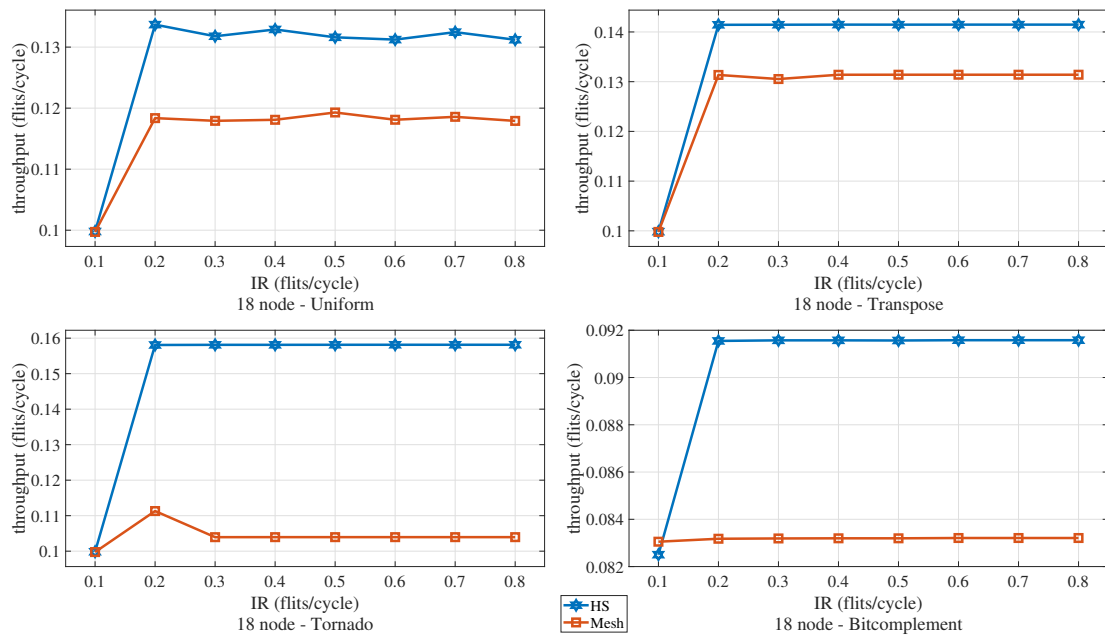 throughput (flits/cycle)
0.13
0.12
0.11
0.1
0.1 0.2 0.3 0.4 0.5 0.6 0.7 0.8
IR (flits/cycle)
18 node - Uniform
throughput (flits/cycle)
0.14
0.13
0.12
0.11
0.1
0.1 0.2 0.3 0.4 0.5 0.6 0.7 0.8
IR (flits/cycle)
18 node - Transpose
throughput (flits/cycle)
0.16
0.15
0.14
0.13
0.12
0.11
0.1
0.1 0.2 0.3 0.4 0.5 0.6 0.7 0.8
IR (flits/cycle)
18 node - Tornado
throughput (flits/cycle)
0.092
0.09
0.088
0.086
0.084
0.082
0.1 0.2 0.3 0.4 0.5 0.6 0.7 0.8
IR (flits/cycle)
18 node - Bitcomplement
HS
Mesh